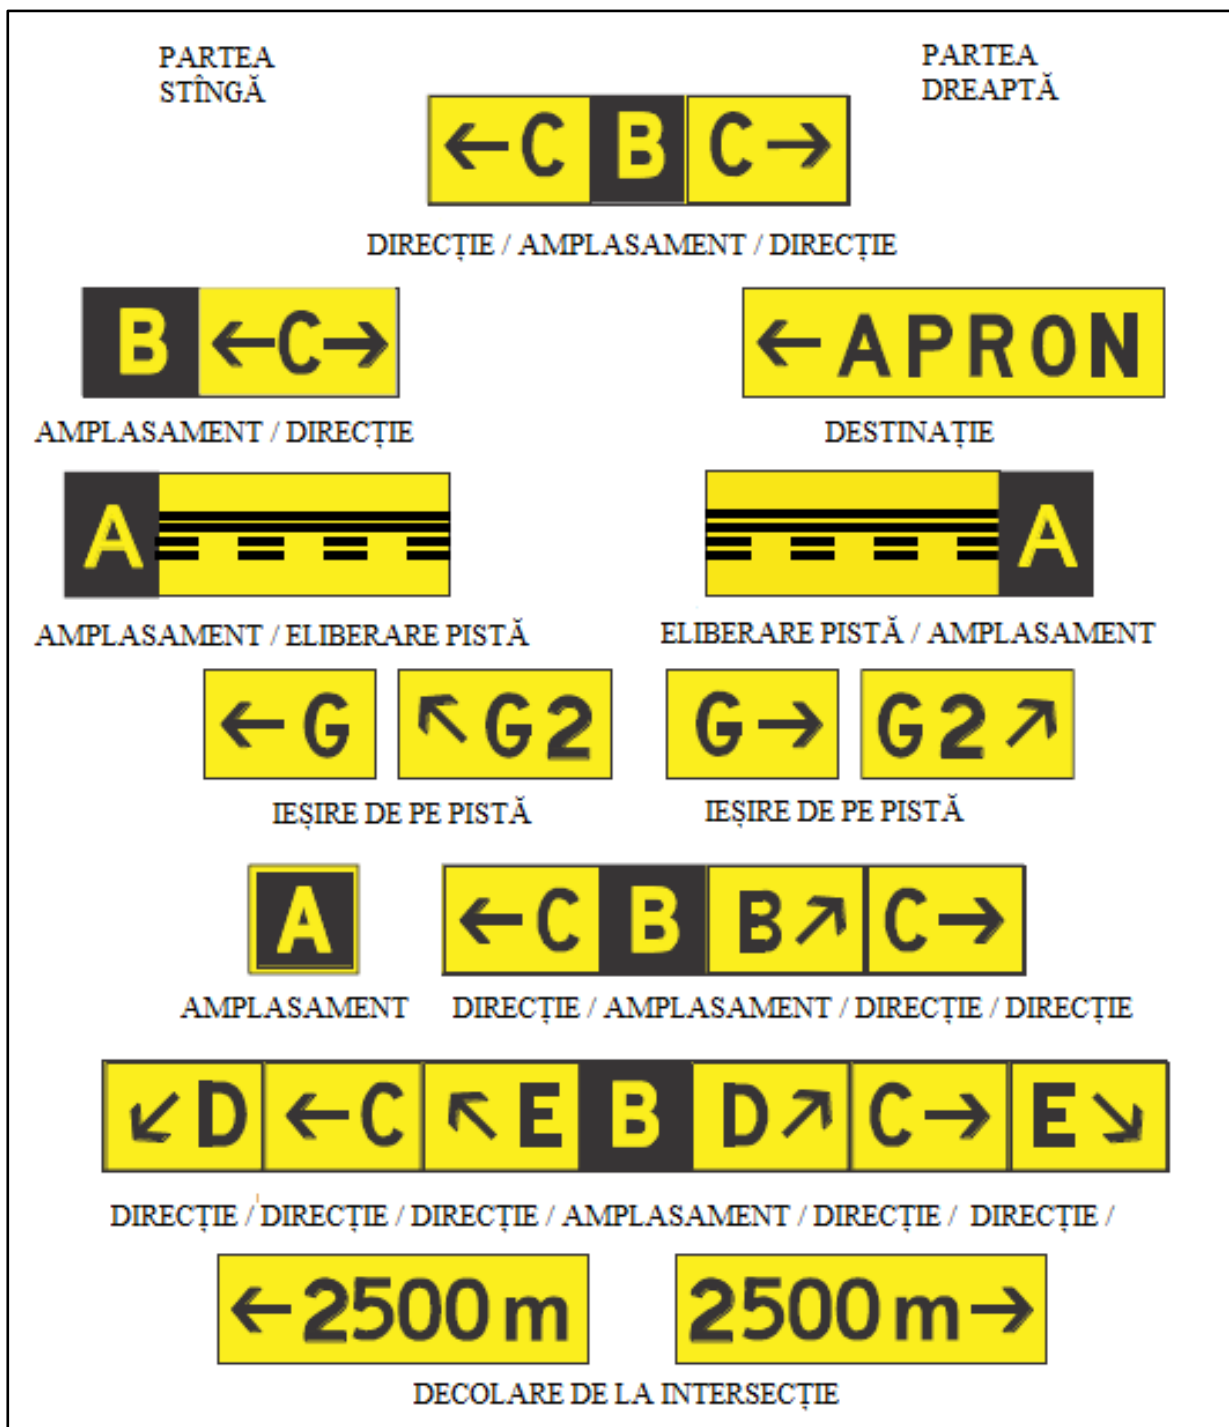 PARTEA
STÎNGĂ
PARTEA
DREAPTĂ
←C B C→
DIRECȚIE / AMPLASAMENT / DIRECȚIE
B ←C→
←APRON
AMPLASAMENT / DIRECȚIE
DESTINAȚIE
A
A
AMPLASAMENT / ELIBERARE PISTĂ
ELIBERARE PISTĂ / AMPLASAMENT
←G ↖G2
G→ G2↗
IEȘIRE DE PE PISTĂ
IEȘIRE DE PE PISTĂ
A
←C B B↗ C→
AMPLASAMENT
DIRECȚIE / AMPLASAMENT / DIRECȚIE / DIRECȚIE
↙D ←C ↖E B D↗ C→ E↘
DIRECȚIE / DIRECȚIE / DIRECȚIE / AMPLASAMENT / DIRECȚIE / DIRECȚIE /
←2500m
2500m→
DECOLARE DE LA INTERSECȚIE